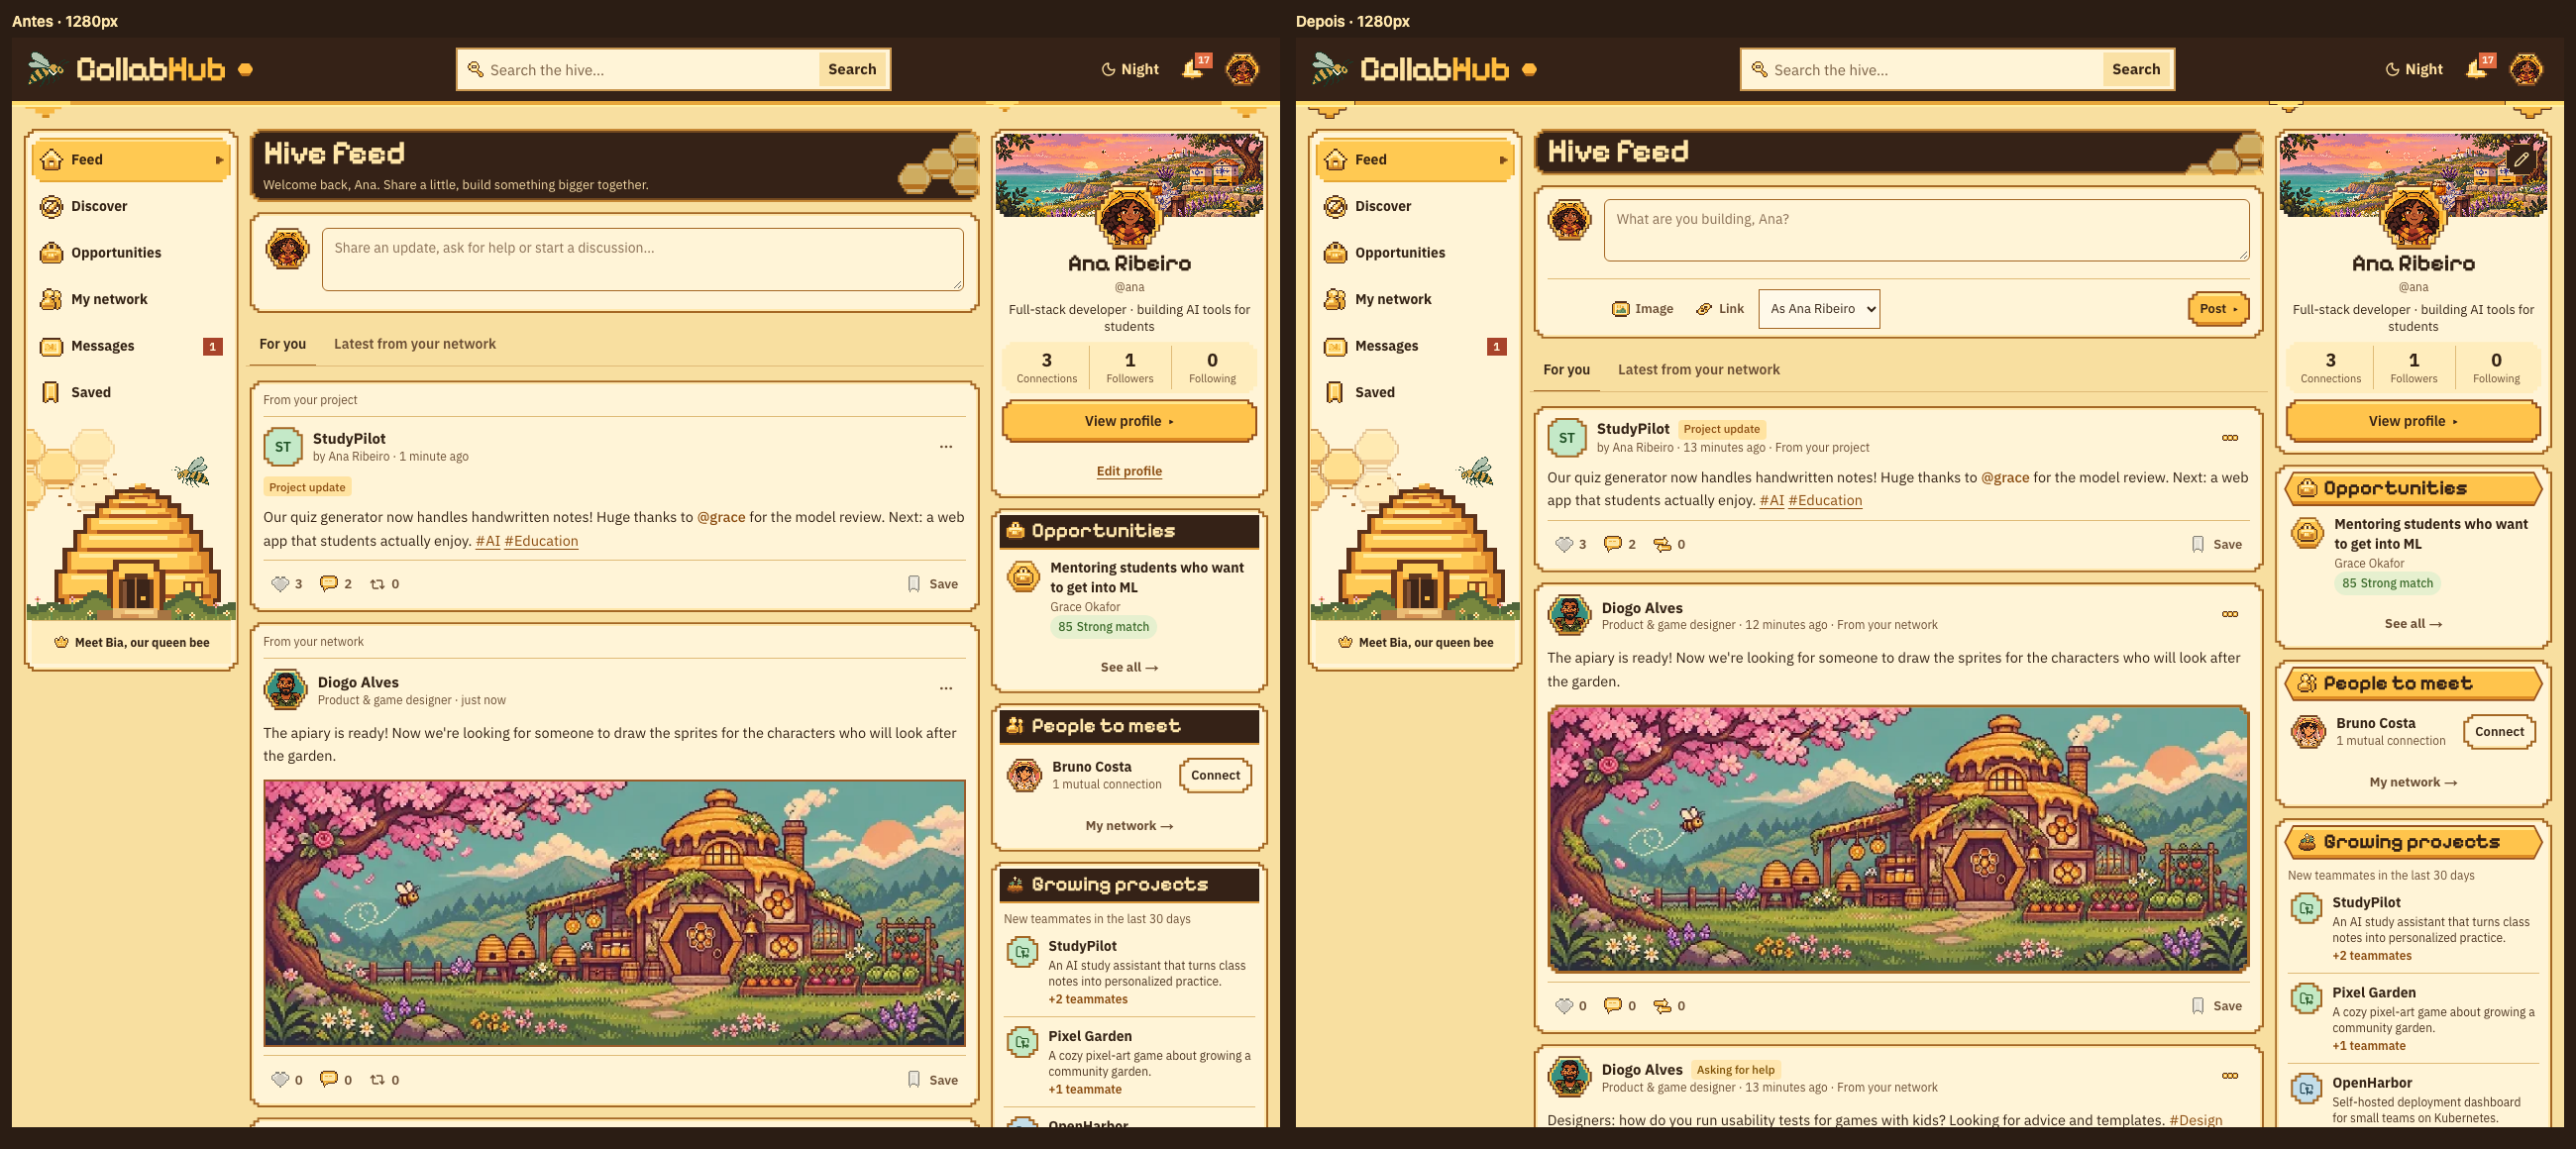 Antes · 1280px
CollabHub
Search the hive...
Search
Night
17
Feed
Discover
Opportunities
My network
Messages
1
Saved
Meet Bia, our queen bee
Hive Feed
Welcome back, Ana. Share a little, build something bigger together.
Share an update, ask for help or start a discussion...
For you
Latest from your network
From your project
ST
StudyPilot
by Ana Ribeiro · 1 minute ago
Project update
Our quiz generator now handles handwritten notes! Huge thanks to @grace for the model review. Next: a web
app that students actually enjoy. #AI #Education
3
2
0
Save
From your network
Diogo Alves
Product & game designer · just now
The apiary is ready! Now we're looking for someone to draw the sprites for the characters who will look after
the garden.
0
0
0
Save
Ana Ribeiro
@ana
Full-stack developer · building AI tools for
students
3
1
0
Connections
Followers
Following
View profile
Edit profile
Opportunities
Mentoring students who want
to get into ML
Grace Okafor
85 Strong match
See all →
People to meet
Bruno Costa
1 mutual connection
Connect
My network →
Growing projects
New teammates in the last 30 days
StudyPilot
An AI study assistant that turns class
notes into personalized practice.
+2 teammates
Pixel Garden
A cozy pixel-art game about growing a
community garden.
+1 teammate
OpenHarbor
Depois · 1280px
CollabHub
Search the hive...
Search
Night
17
Feed
Discover
Opportunities
My network
Messages
1
Saved
Meet Bia, our queen bee
Hive Feed
What are you building, Ana?
Image
Link
As Ana Ribeiro
Post
For you
Latest from your network
ST
StudyPilot
Project update
by Ana Ribeiro · 13 minutes ago · From your project
Our quiz generator now handles handwritten notes! Huge thanks to @grace for the model review. Next: a web
app that students actually enjoy. #AI #Education
3
2
0
Save
Diogo Alves
Product & game designer · 12 minutes ago · From your network
The apiary is ready! Now we're looking for someone to draw the sprites for the characters who will look after
the garden.
0
0
0
Save
Diogo Alves
Asking for help
Product & game designer · 13 minutes ago · From your network
Designers: how do you run usability tests for games with kids? Looking for advice and templates. #Design
Ana Ribeiro
@ana
Full-stack developer · building AI tools for
students
3
1
0
Connections
Followers
Following
View profile
Opportunities
Mentoring students who want
to get into ML
Grace Okafor
85 Strong match
See all →
People to meet
Bruno Costa
1 mutual connection
Connect
My network →
Growing projects
New teammates in the last 30 days
StudyPilot
An AI study assistant that turns class
notes into personalized practice.
+2 teammates
Pixel Garden
A cozy pixel-art game about growing a
community garden.
+1 teammate
OpenHarbor
Self-hosted deployment dashboard
for small teams on Kubernetes.